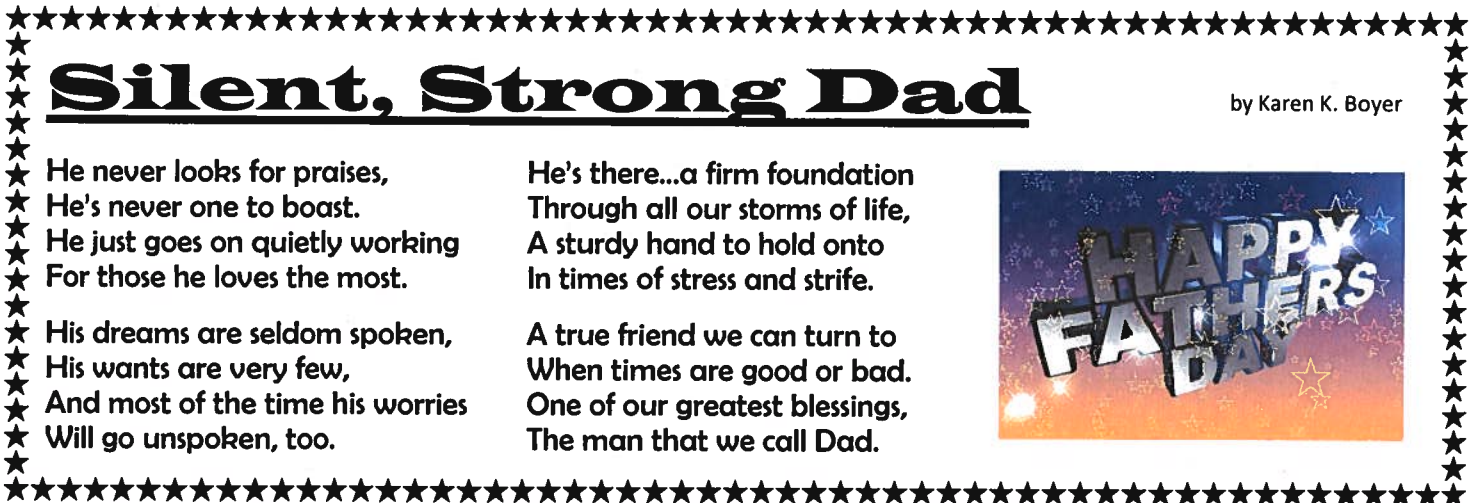 Silent, Strong Dad
by Karen K. Boyer
He never looks for praises,
He's never one to boast.
He just goes on quietly working
For those he loves the most.
His dreams are seldom spoken,
His wants are very few,
And most of the time his worries
Will go unspoken, too.
He's there...a firm foundation
Through all our storms of life,
A sturdy hand to hold onto
In times of stress and strife.
A true friend we can turn to
When times are good or bad.
One of our greatest blessings,
The man that we call Dad.
HAPPY
FATHERS
DAY